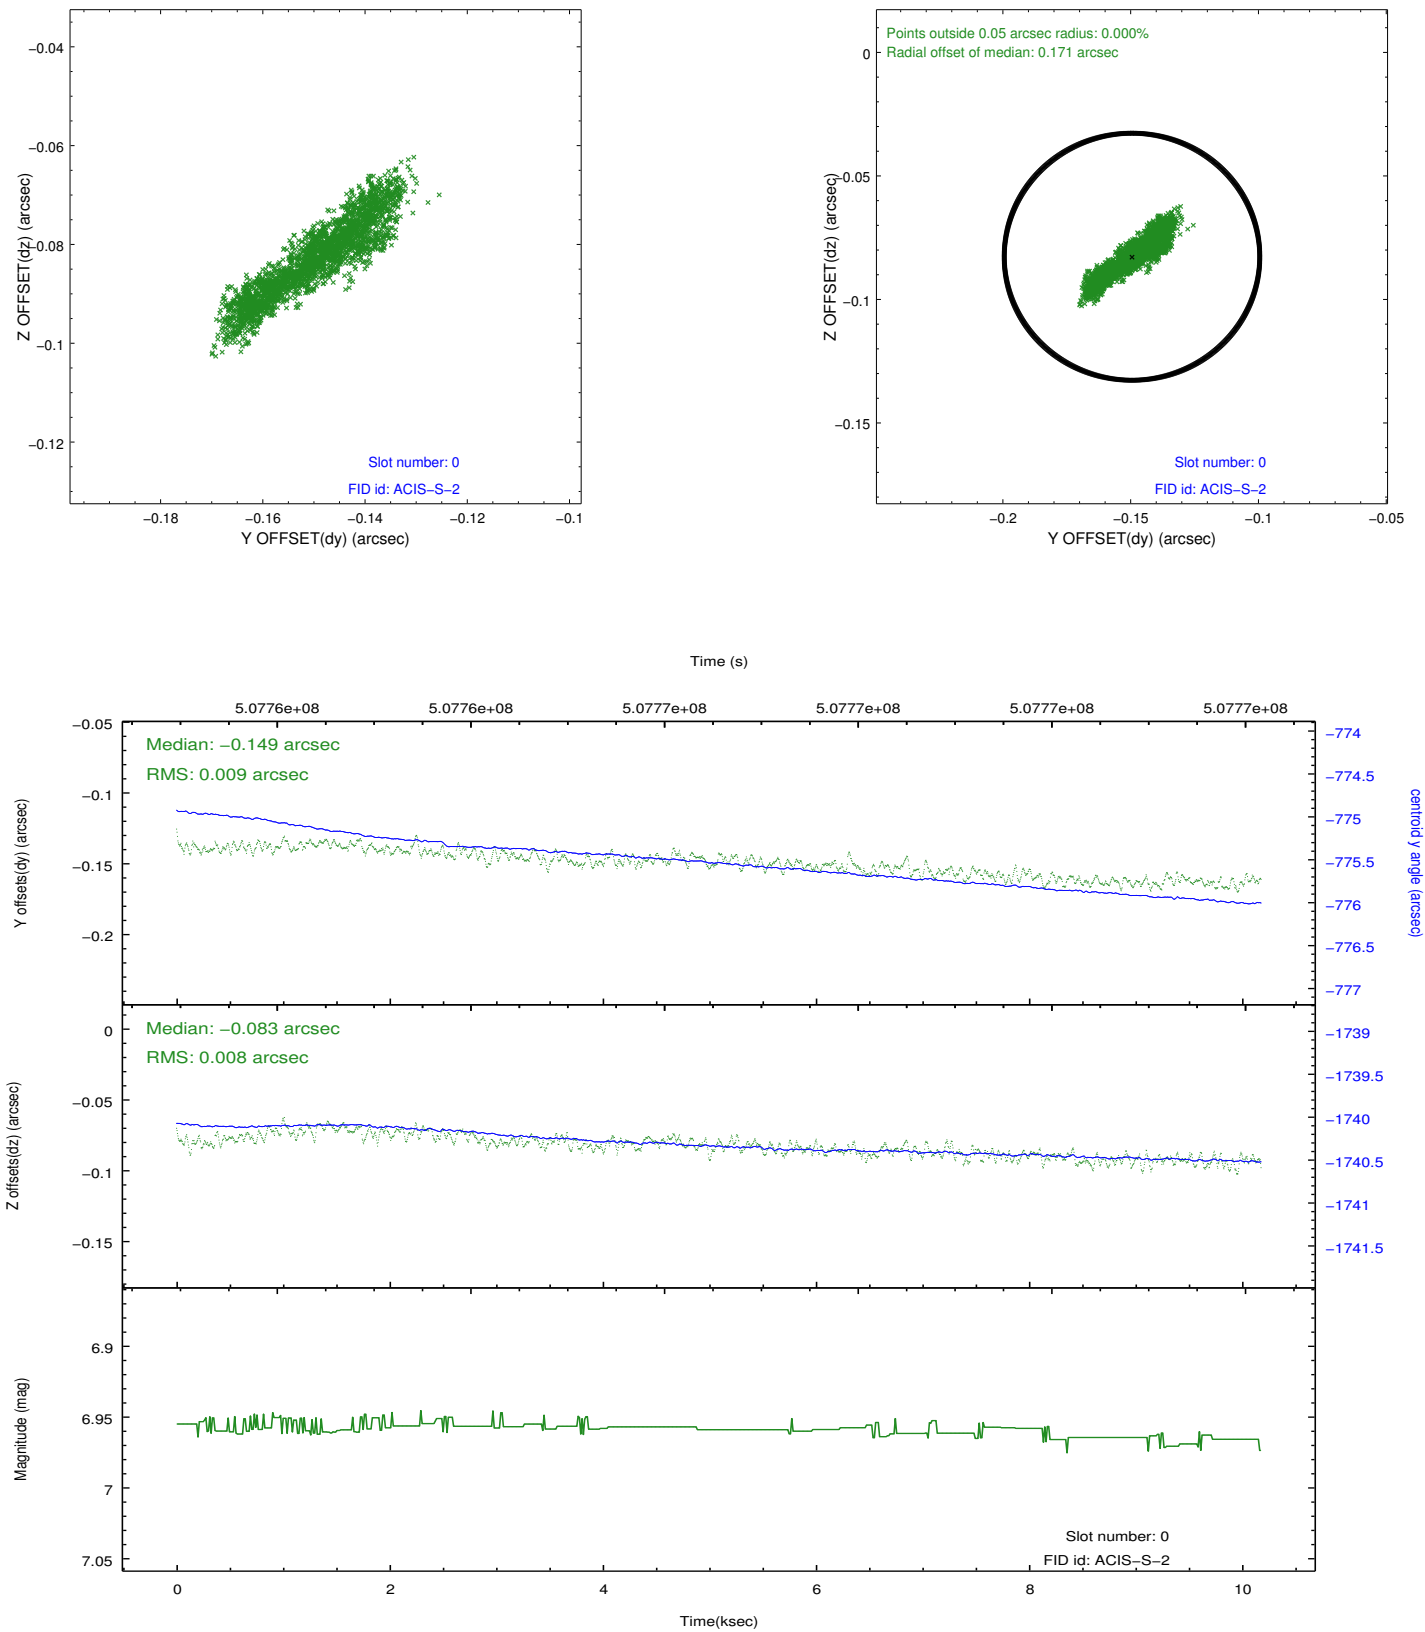 −0.04
−0.06
−0.08
−0.1
−0.12
Z OFFSET(dz) (arcsec)
Slot number: 0
FID id: ACIS−S−2
−0.18
−0.16
−0.14
−0.12
−0.1
Y OFFSET(dy) (arcsec)
Points outside 0.05 arcsec radius: 0.000%
Radial offset of median: 0.171 arcsec
0
−0.05
−0.1
−0.15
Z OFFSET(dz) (arcsec)
Slot number: 0
FID id: ACIS−S−2
−0.2
−0.15
−0.1
−0.05
Y OFFSET(dy) (arcsec)
Time (s)
5.0776e+08
5.0776e+08
5.0777e+08
5.0777e+08
5.0777e+08
5.0777e+08
−0.05
−0.1
−0.15
−0.2
Y offsets(dy) (arcsec)
Median: −0.149 arcsec
RMS: 0.009 arcsec
−774
−774.5
−775
−775.5
−776
−776.5
−777
centroid y angle (arcsec)
0
−0.05
−0.1
−0.15
Z offsets(dz) (arcsec)
Median: −0.083 arcsec
RMS: 0.008 arcsec
−1739
−1739.5
−1740
−1740.5
−1741
−1741.5
6.9
6.95
7
7.05
Magnitude (mag)
Slot number: 0
FID id: ACIS−S−2
0
2
4
6
8
10
Time(ksec)